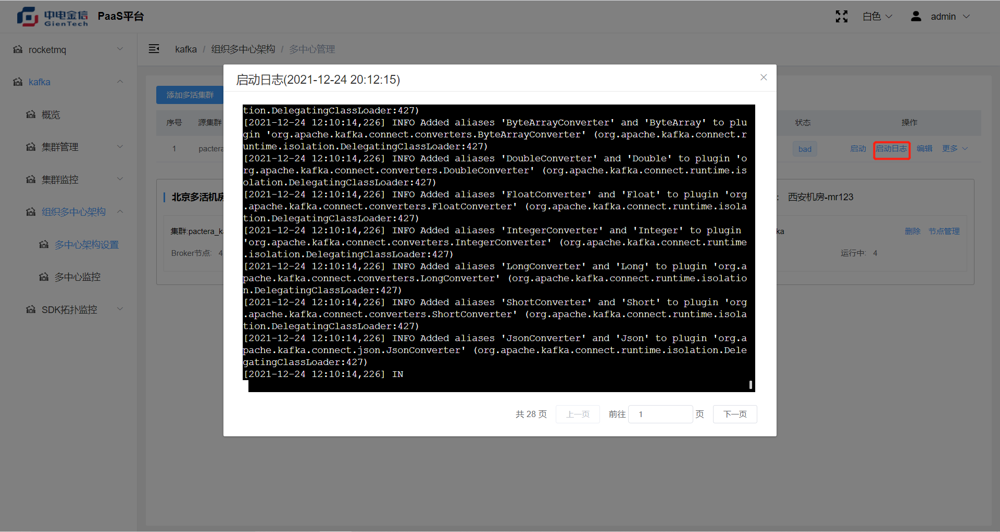 中电金信
GienTech
PaaS平台
白色
admin
rocketmq
kafka
概览
集群管理
集群监控
组织多中心架构
多中心架构设置
多中心监控
SDK拓扑监控
kafka / 组织多中心架构 / 多中心管理
添加多活集群
序号 源集群 状态 操作
1 pactera bad 启动 启动日志 编辑 更多
北京多活机房
: 西安机房-mr123
集群:pactera_ka
ka 删除 节点管理
Broker节点: 4
运行中: 4
启动日志(2021-12-24 20:12:15)
tion.DelegatingClassLoader:427)
[2021-12-24 12:10:14,226] INFO Added aliases 'ByteArrayConverter' and 'ByteArray' to plu
gin 'org.apache.kafka.connect.converters.ByteArrayConverter' (org.apache.kafka.connect.r
untime.isolation.DelegatingClassLoader:427)
[2021-12-24 12:10:14,226] INFO Added aliases 'DoubleConverter' and 'Double' to plugin 'o
rg.apache.kafka.connect.converters.DoubleConverter' (org.apache.kafka.connect.runtime.is
olation.DelegatingClassLoader:427)
[2021-12-24 12:10:14,226] INFO Added aliases 'FloatConverter' and 'Float' to plugin 'org
.apache.kafka.connect.converters.FloatConverter' (org.apache.kafka.connect.runtime.isola
tion.DelegatingClassLoader:427)
[2021-12-24 12:10:14,226] INFO Added aliases 'IntegerConverter' and 'Integer' to plugin
'org.apache.kafka.connect.converters.IntegerConverter' (org.apache.kafka.connect.runtime
.isolation.DelegatingClassLoader:427)
[2021-12-24 12:10:14,226] INFO Added aliases 'LongConverter' and 'Long' to plugin 'org.a
pache.kafka.connect.converters.LongConverter' (org.apache.kafka.connect.runtime.isolatio
n.DelegatingClassLoader:427)
[2021-12-24 12:10:14,226] INFO Added aliases 'ShortConverter' and 'Short' to plugin 'org
.apache.kafka.connect.converters.ShortConverter' (org.apache.kafka.connect.runtime.isola
tion.DelegatingClassLoader:427)
[2021-12-24 12:10:14,226] INFO Added aliases 'JsonConverter' and 'Json' to plugin 'org.a
pache.kafka.connect.json.JsonConverter' (org.apache.kafka.connect.runtime.isolation.Dele
gatingClassLoader:427)
[2021-12-24 12:10:14,226] IN
共 28 页 上一页 前往 1 页 下一页